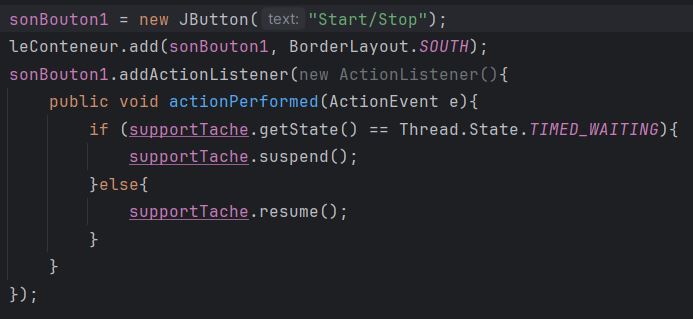 sonBouton1 = new JButton( text: "Start/Stop");
leConteneur.add(sonBouton1, BorderLayout.SOUTH);
sonBouton1.addActionListener(new ActionListener(){
    public void actionPerformed(ActionEvent e){
        if (supportTache.getState() == Thread.State.TIMED_WAITING){
            supportTache.suspend();
        }else{
            supportTache.resume();
        }
    }
});